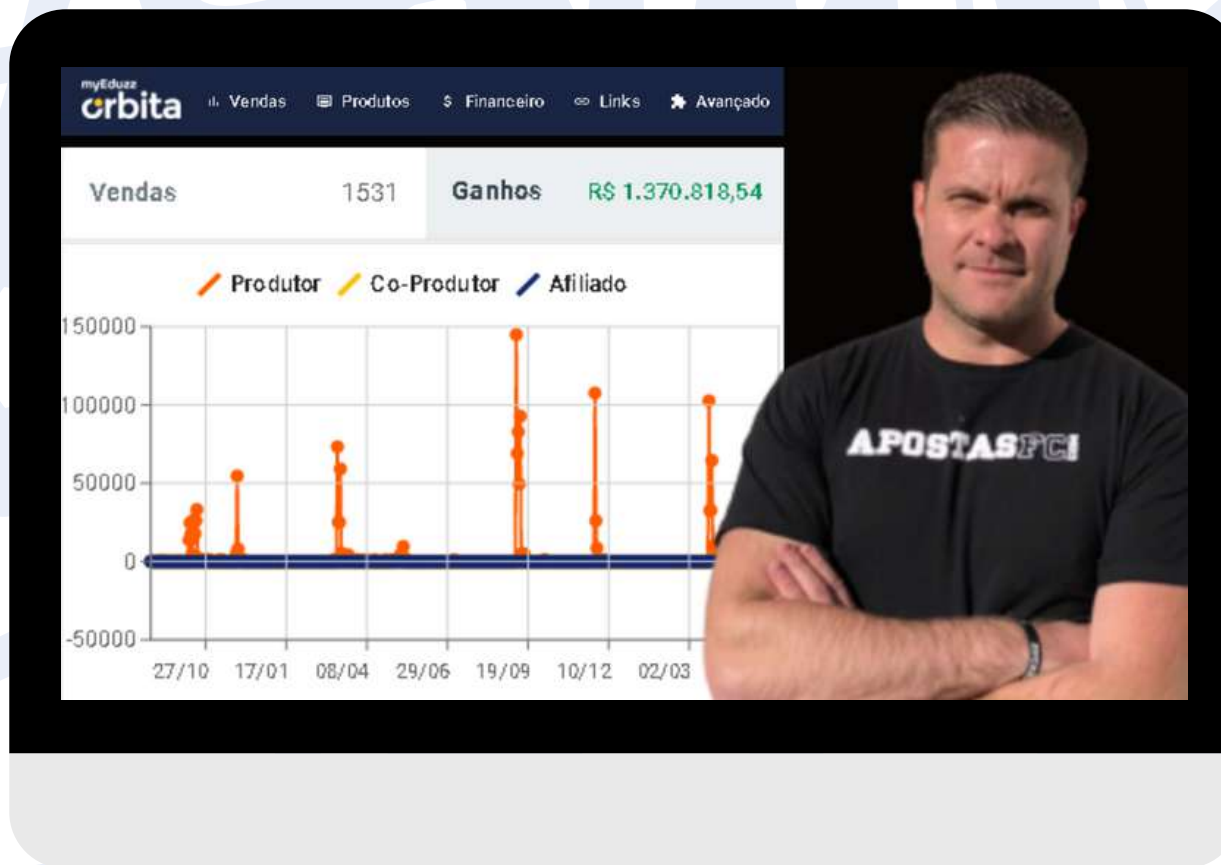 myEduzz
orbita Vendas Produtos $ Financeiro Links Avançado
Vendas 1531 Ganhos R$ 1.370.818,54
Produtor Co-Produtor Afiliado
150000
100000
50000
0
-50000
27/10 17/01 08/04 29/06 19/09 10/12 02/03
APOSTASFC